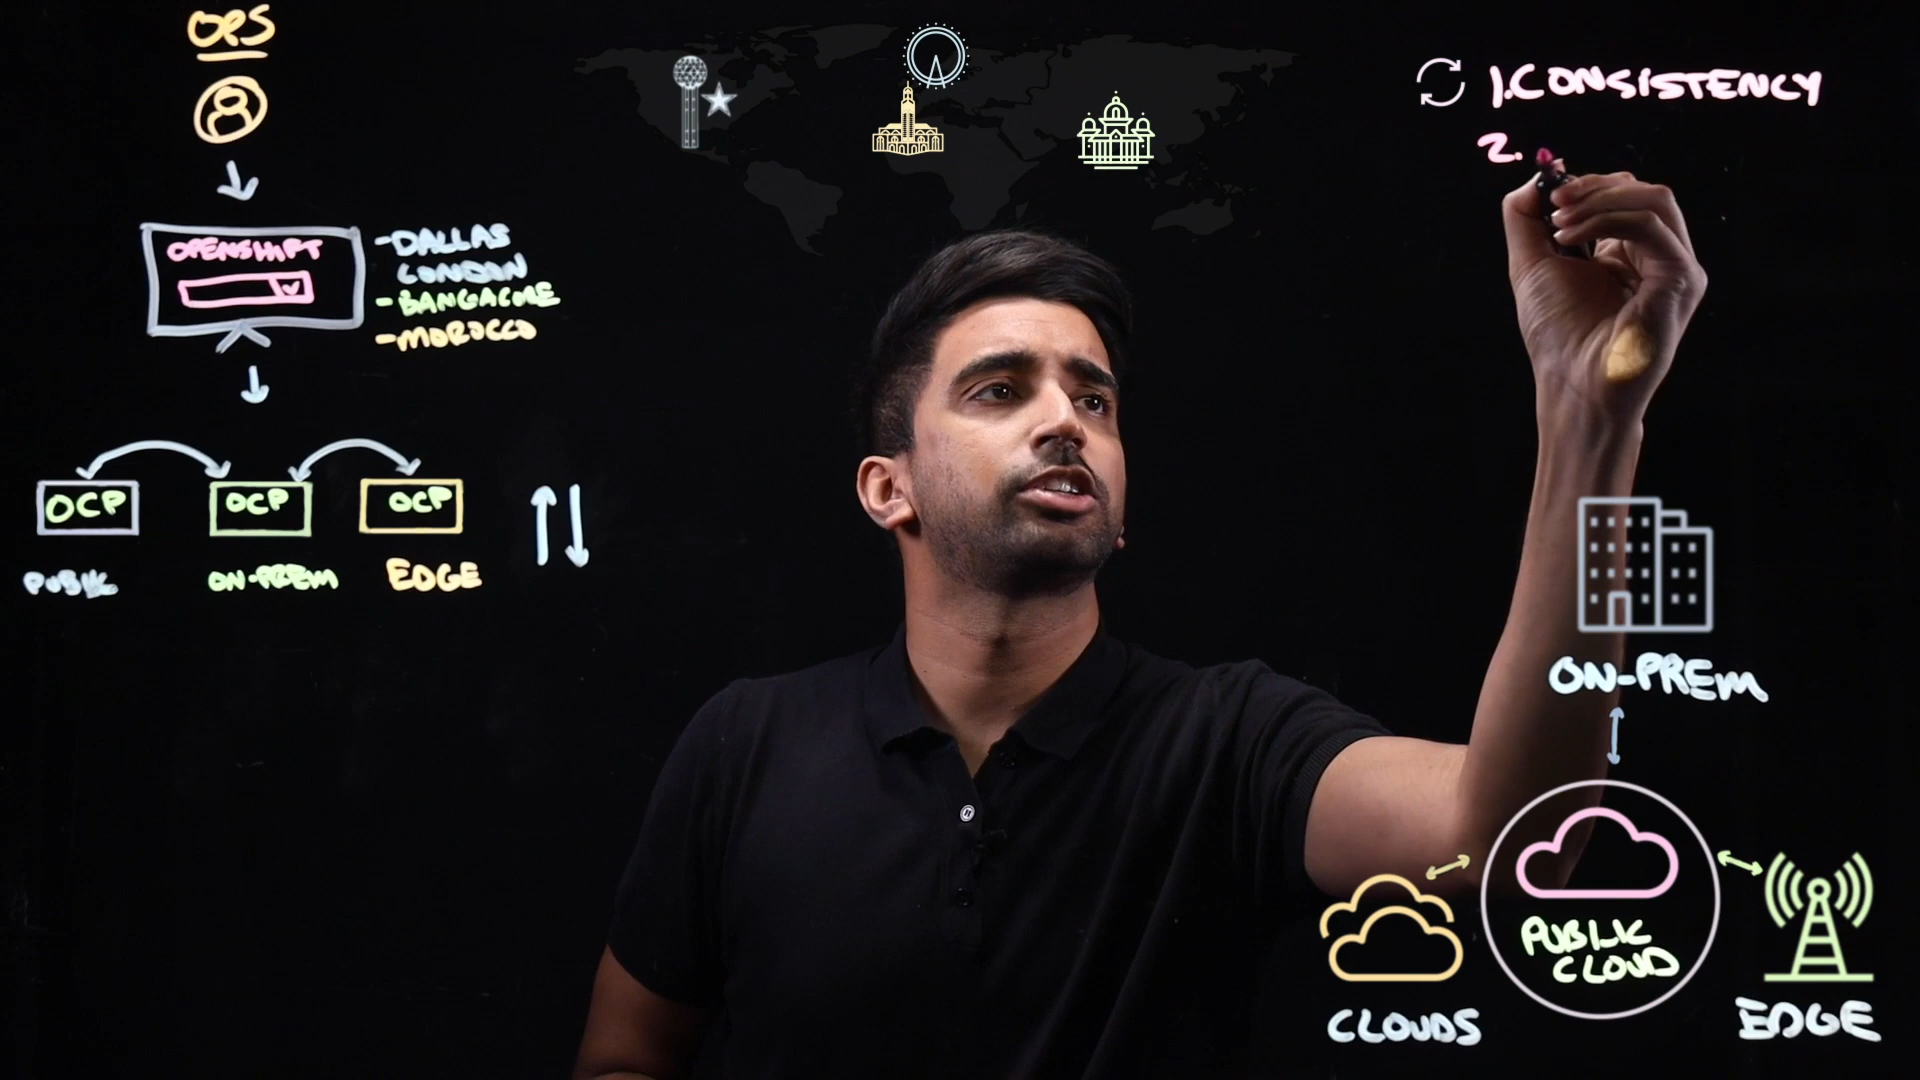 OPS
OPENSHIFT
-DALLAS
LONDON
-BANGALORE
-MOROCCO
OCP
OCP
OCP
PUBLIC
ON-PREM
EDGE
1.CONSISTENCY
2.
ON-PREM
PUBLIC
CLOUD
CLOUDS
EDGE